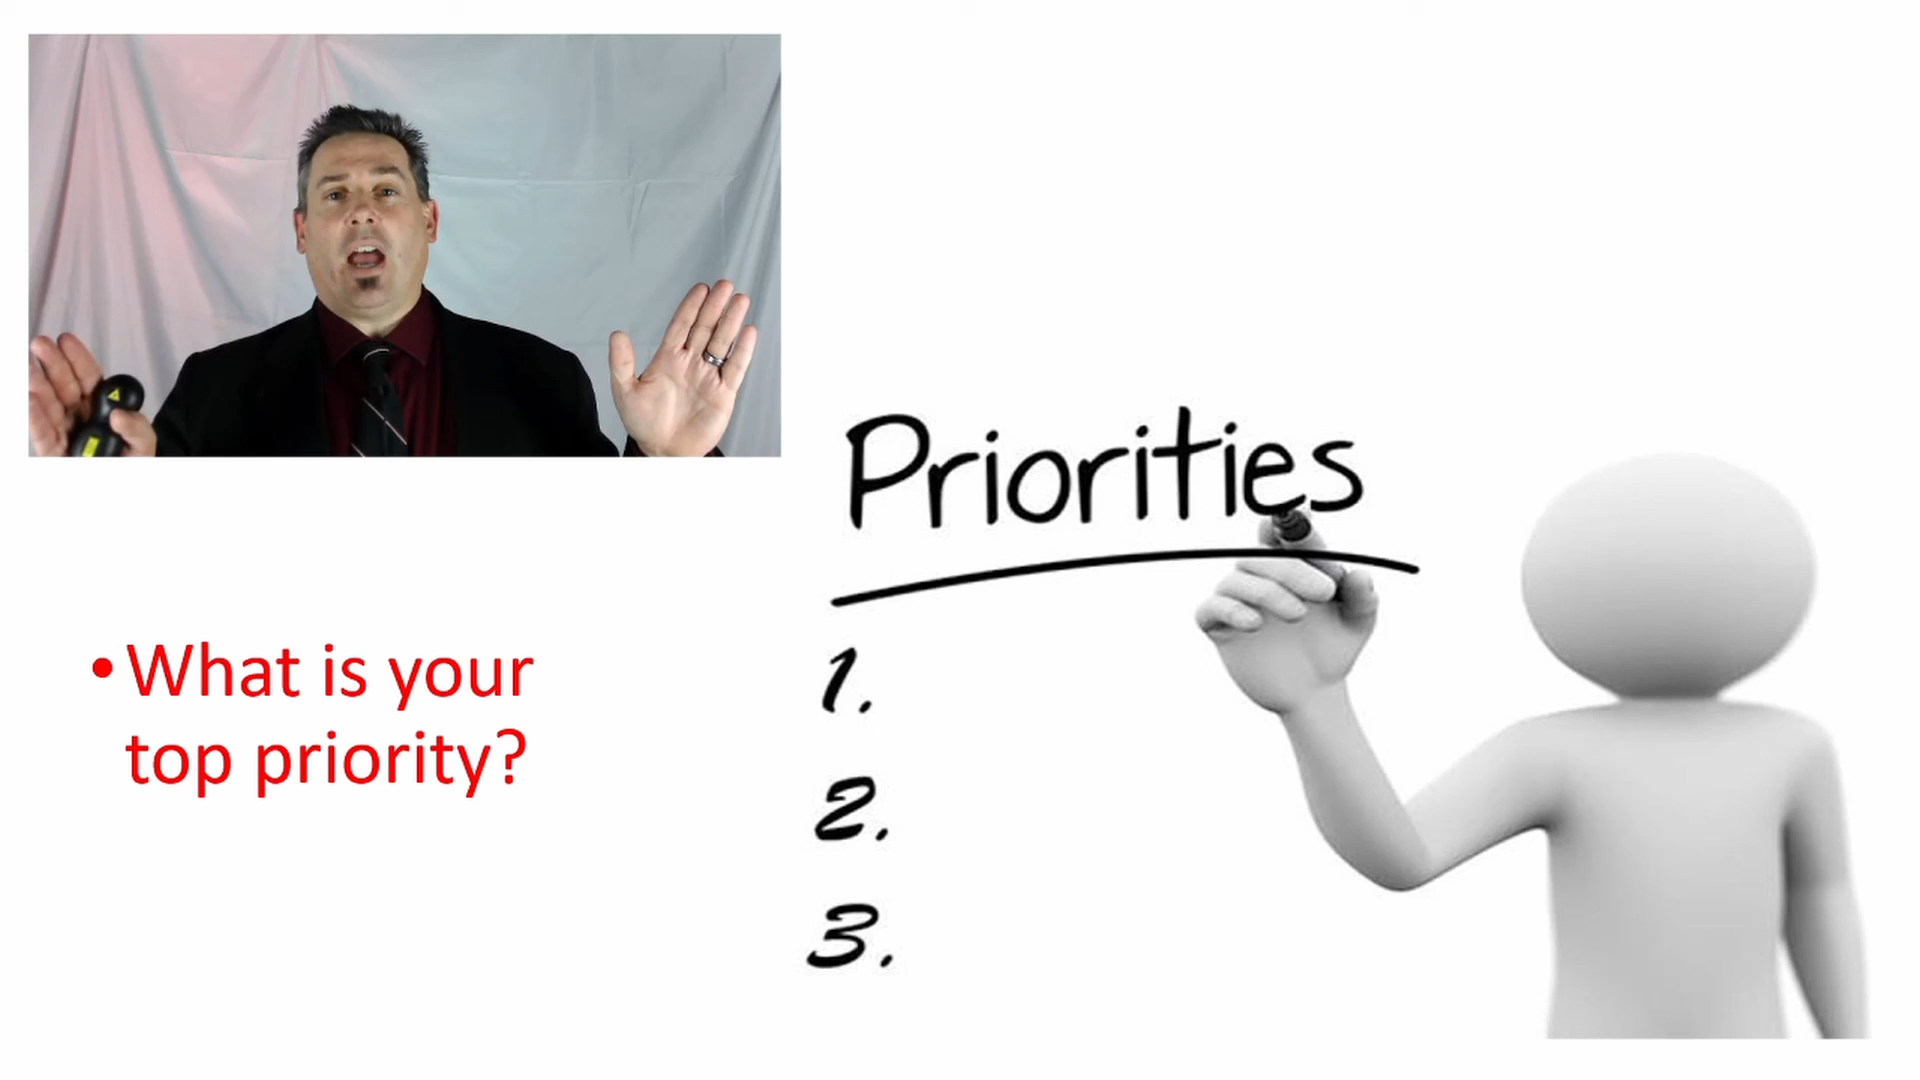 Priorities
1.
2.
3.
• What is your
top priority?